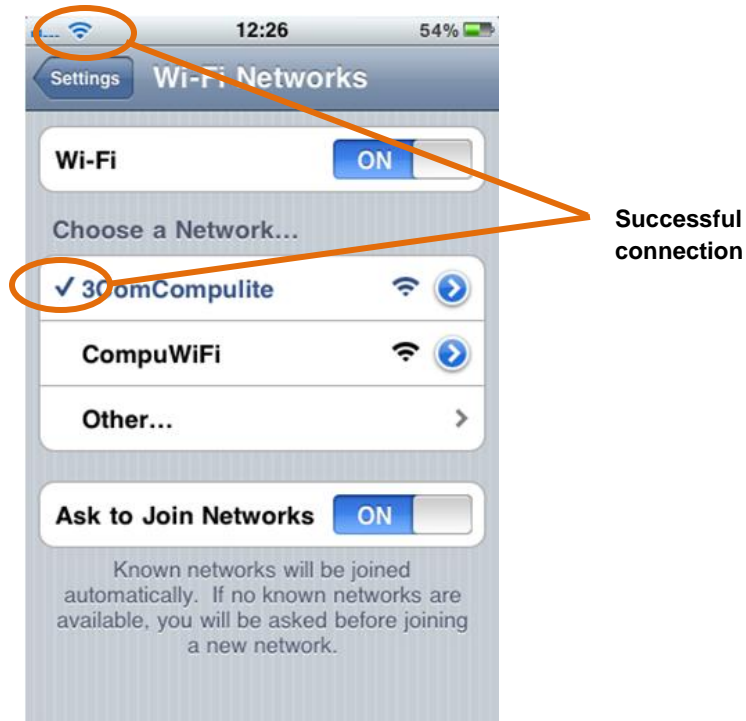 12:26 54%
Settings Wi-Fi Networks
Wi-Fi ON
Choose a Network...
Successful
connection
✓ 3ComCompulite
CompuWiFi
Other...
Ask to Join Networks ON
Known networks will be joined
automatically. If no known networks are
available, you will be asked before joining
a new network.